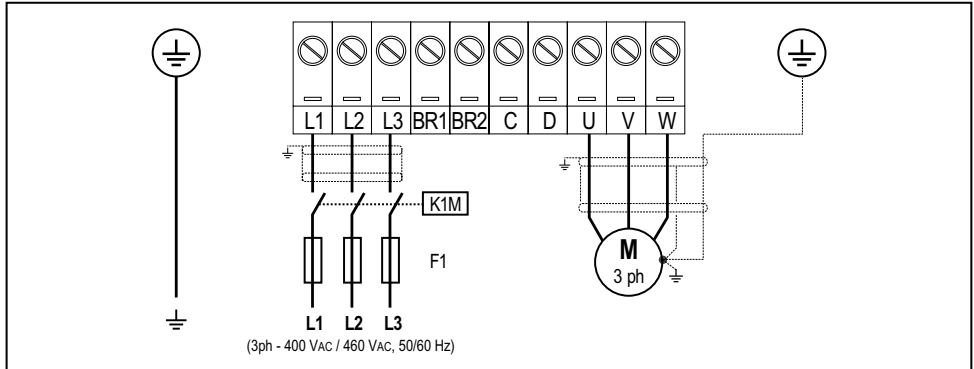 L1 L2 L3 BR1 BR2 C D U V W
K1M
F1
M
3 ph
L1 L2 L3
(3ph - 400 VAC / 460 VAC, 50/60 Hz)